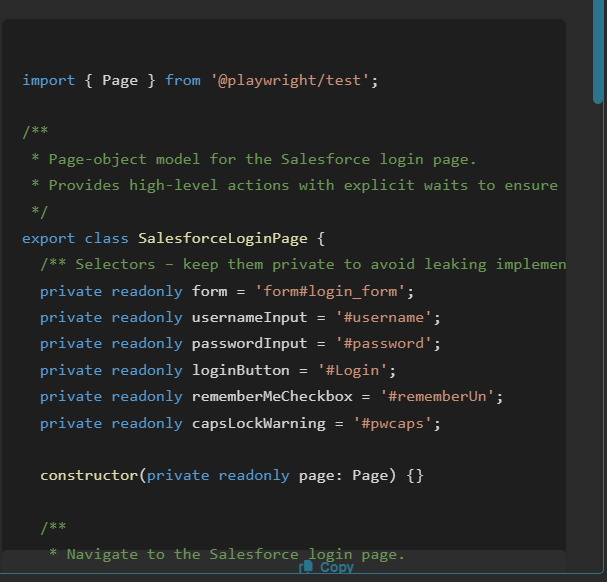 import { Page } from '@playwright/test';
/**
 * Page-object model for the Salesforce login page.
 * Provides high-level actions with explicit waits to ensure
 */
export class SalesforceLoginPage {
  /** Selectors – keep them private to avoid leaking implemen
  private readonly form = 'form#login_form';
  private readonly usernameInput = '#username';
  private readonly passwordInput = '#password';
  private readonly loginButton = '#Login';
  private readonly rememberMeCheckbox = '#rememberUn';
  private readonly capsLockWarning = '#pwcaps';
  constructor(private readonly page: Page) {}
  /**
   * Navigate to the Salesforce login page.
Copy